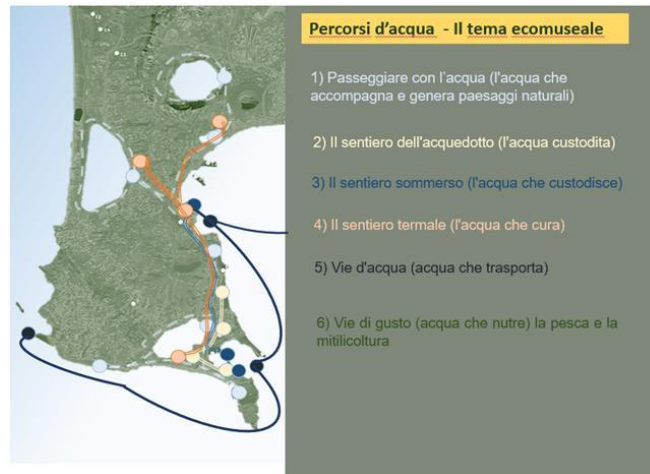 Percorsi d'acqua - Il tema ecomuseale
1) Passeggiare con l'acqua (l'acqua che
accompagna e genera paesaggi naturali)
2) Il sentiero dell'acquedotto (l'acqua custodita)
3) Il sentiero sommerso (l'acqua che custodisce)
4) Il sentiero termale (l'acqua che cura)
5) Vie d'acqua (acqua che trasporta)
6) Vie di gusto (acqua che nutre) la pesca e la
mitilicoltura